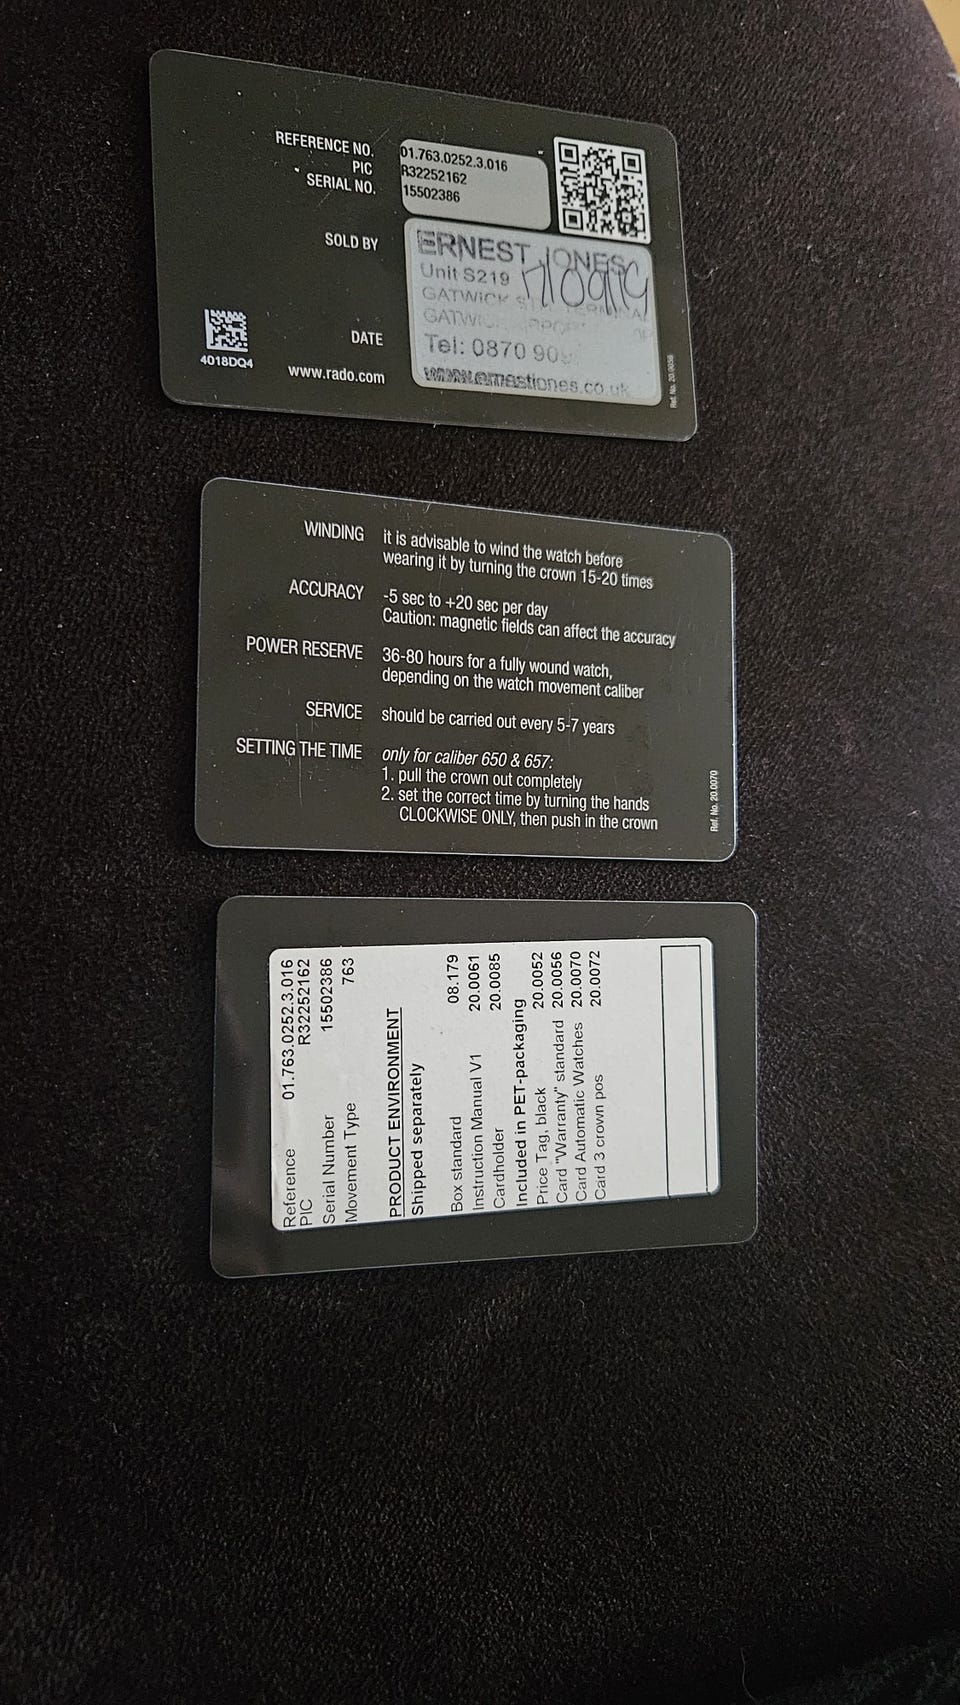 REFERENCE NO. 01.763.0252.3.016
PIC R32252162
SERIAL NO. 15502386
SOLD BY ERNEST JONES
Unit S219
GATWICK
Tel: 0870
DATE
4018DQ4
www.rado.com
www.ernestjones.co.uk
Ref. No. 20.0056
WINDING it is advisable to wind the watch before
wearing it by turning the crown 15-20 times
ACCURACY -5 sec to +20 sec per day
Caution: magnetic fields can affect the accuracy
POWER RESERVE 36-80 hours for a fully wound watch,
depending on the watch movement caliber
SERVICE should be carried out every 5-7 years
SETTING THE TIME only for caliber 650 & 657:
1. pull the crown out completely
2. set the correct time by turning the hands
CLOCKWISE ONLY, then push in the crown
Ref. No. 20.0070
Reference 01.763.0252.3.016
PIC R32252162
Serial Number 15502386
Movement Type 763
PRODUCT ENVIRONMENT
Shipped separately
Box standard 08.179
Instruction Manual V1 20.0061
Cardholder 20.0085
Included in PET-packaging
Price Tag, black 20.0052
Card "Warranty" standard 20.0056
Card Automatic Watches 20.0070
Card 3 crown pos 20.0072